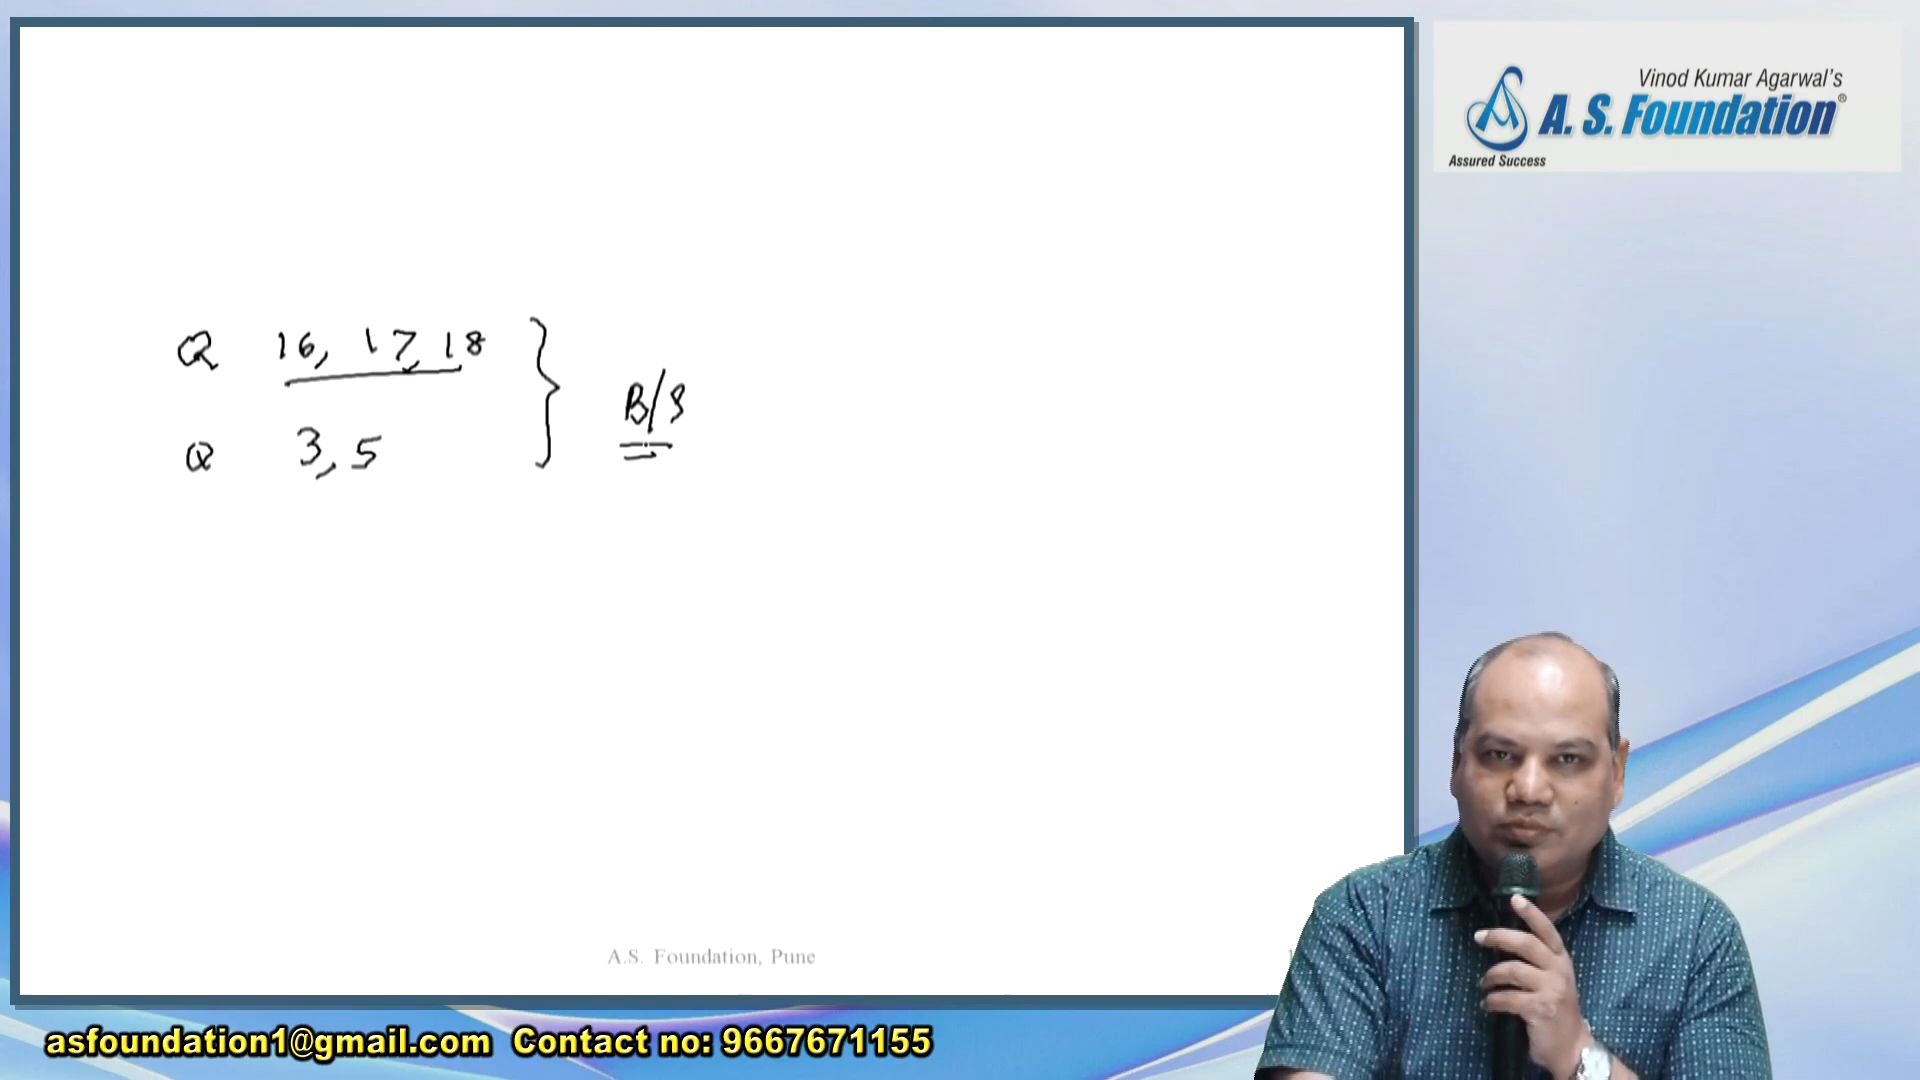 Vinod Kumar Agarwal's
A. S. Foundation®
Assured Success
Q 16, 17, 18
B/S
Q 3, 5
A.S. Foundation, Pune
asfoundation1@gmail.com Contact no: 9667671155